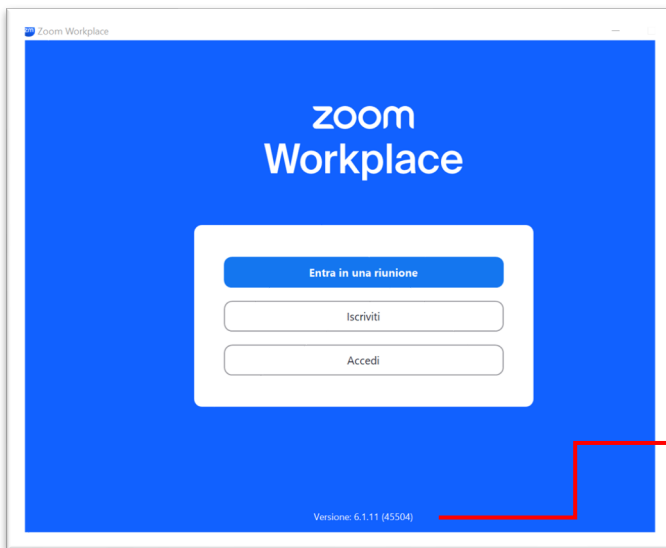 Zoom Workplace
zoom
Workplace
Entra in una riunione
Iscriviti
Accedi
Versione: 6.1.11 (45504)